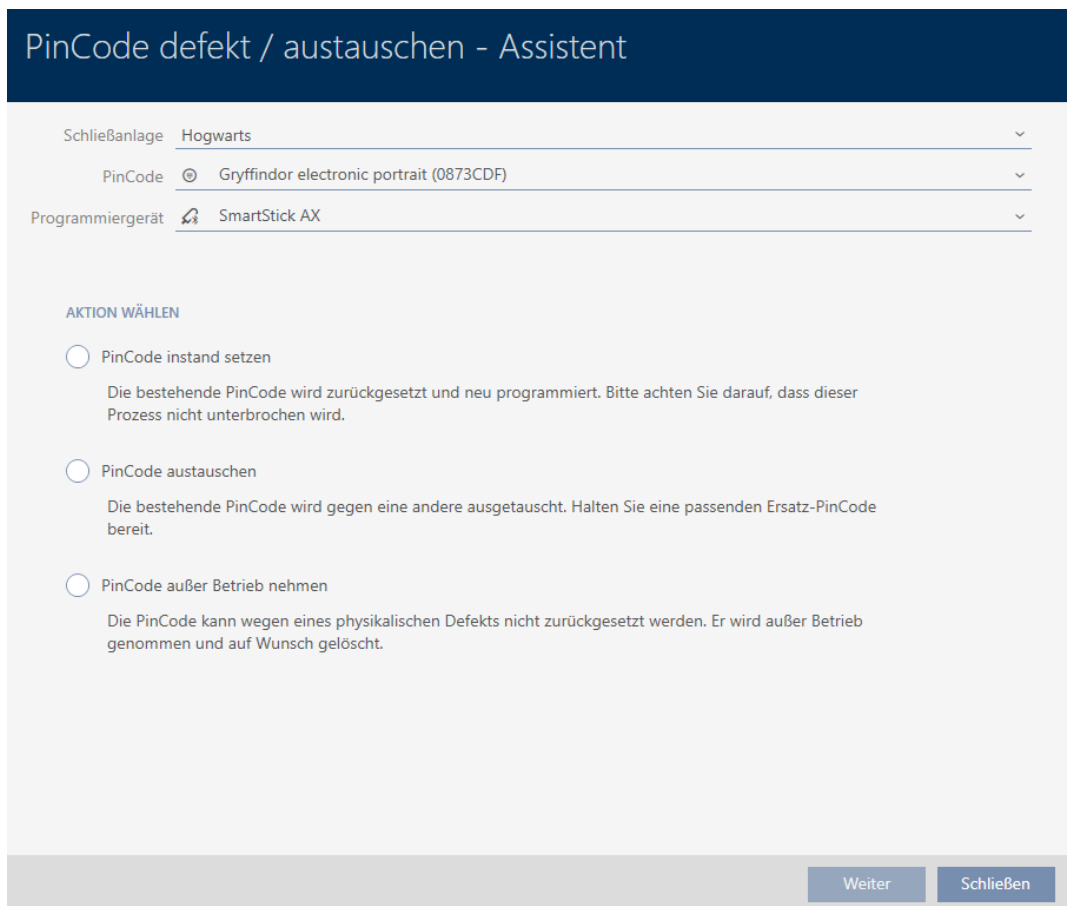 PinCode defekt / austauschen - Assistent
Schließanlage Hogwarts
PinCode Gryffindor electronic portrait (0873CDF)
Programmiergerät SmartStick AX
AKTION WÄHLEN
PinCode instand setzen
Die bestehende PinCode wird zurückgesetzt und neu programmiert. Bitte achten Sie darauf, dass dieser
Prozess nicht unterbrochen wird.
PinCode austauschen
Die bestehende PinCode wird gegen eine andere ausgetauscht. Halten Sie eine passenden Ersatz-PinCode
bereit.
PinCode außer Betrieb nehmen
Die PinCode kann wegen eines physikalischen Defekts nicht zurückgesetzt werden. Er wird außer Betrieb
genommen und auf Wunsch gelöscht.
Weiter Schließen